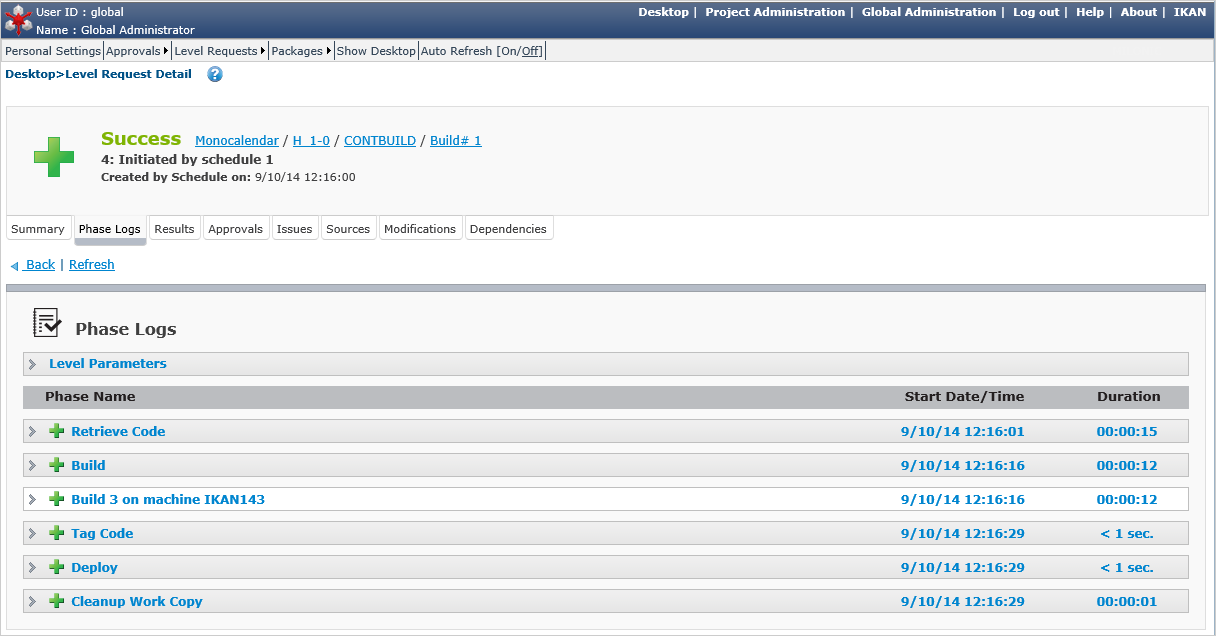 User ID : global
Name : Global Administrator
Desktop | Project Administration | Global Administration | Log out | Help | About | IKAN
Personal Settings Approvals Level Requests Packages Show Desktop Auto Refresh [On/Off]
Desktop>Level Request Detail ?
Success Monocalendar / H_1-0 / CONTBUILD / Build# 1
4: Initiated by schedule 1
Created by Schedule on: 9/10/14 12:16:00
Summary Phase Logs Results Approvals Issues Sources Modifications Dependencies
Back | Refresh
Phase Logs
Level Parameters
Phase Name Start Date/Time Duration
Retrieve Code 9/10/14 12:16:01 00:00:15
Build 9/10/14 12:16:16 00:00:12
Build 3 on machine IKAN143 9/10/14 12:16:16 00:00:12
Tag Code 9/10/14 12:16:29 < 1 sec.
Deploy 9/10/14 12:16:29 < 1 sec.
Cleanup Work Copy 9/10/14 12:16:29 00:00:01